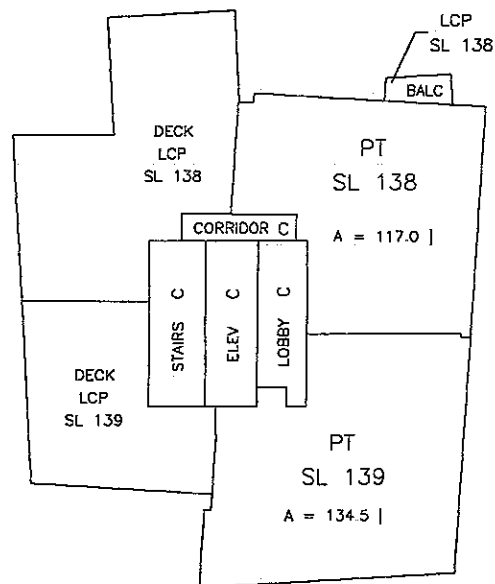 LCP
SL 138
BALC
DECK
LCP
SL 138
PT
SL 138
A = 117.0
CORRIDOR C
STAIRS C
ELEV C
LOBBY C
DECK
LCP
SL 139
PT
SL 139
A = 134.5